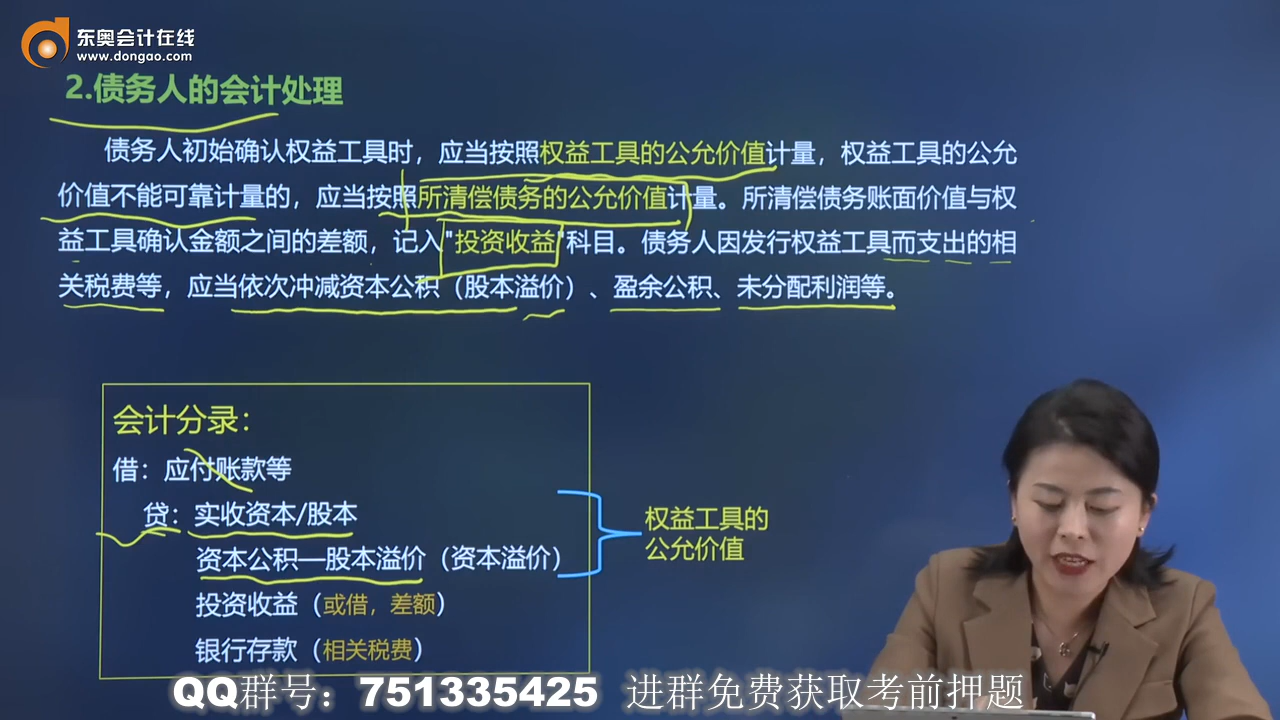 东奥会计在线
www.dongao.com
2.债务人的会计处理
债务人初始确认权益工具时，应当按照权益工具的公允价值计量，权益工具的公允
价值不能可靠计量的，应当按照所清偿债务的公允价值计量。所清偿债务账面价值与权
益工具确认金额之间的差额，记入"投资收益"科目。债务人因发行权益工具而支出的相
关税费等，应当依次冲减资本公积（股本溢价）、盈余公积、未分配利润等。
会计分录：
借：应付账款等
贷：实收资本/股本
资本公积—股本溢价（资本溢价）
投资收益（或借，差额）
银行存款（相关税费）
权益工具的
公允价值
QQ群号：751335425 进群免费获取考前押题